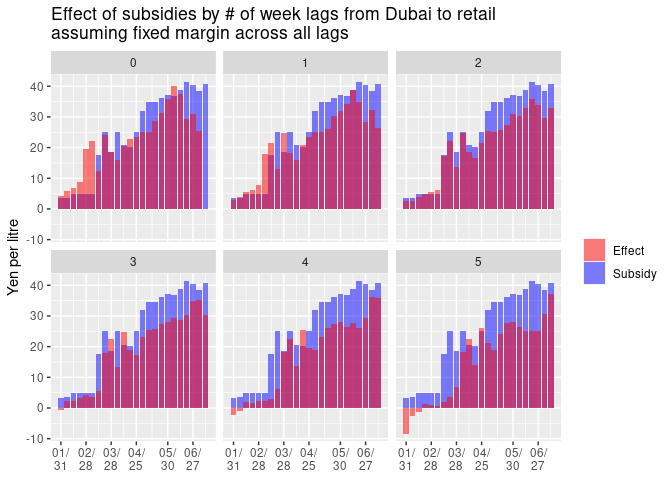 Effect of subsidies by # of week lags from Dubai to retail
assuming fixed margin across all lags
0 1 2
40
30
20
10
0
-10
3 4 5
40
30
20
10
0
-10
01/ 02/ 03/ 04/ 05/ 06/ 01/ 02/ 03/ 04/ 05/ 06/ 01/ 02/ 03/ 04/ 05/ 06/
31 28 28 25 30 27 31 28 28 25 30 27 31 28 28 25 30 27
Yen per litre
Effect
Subsidy